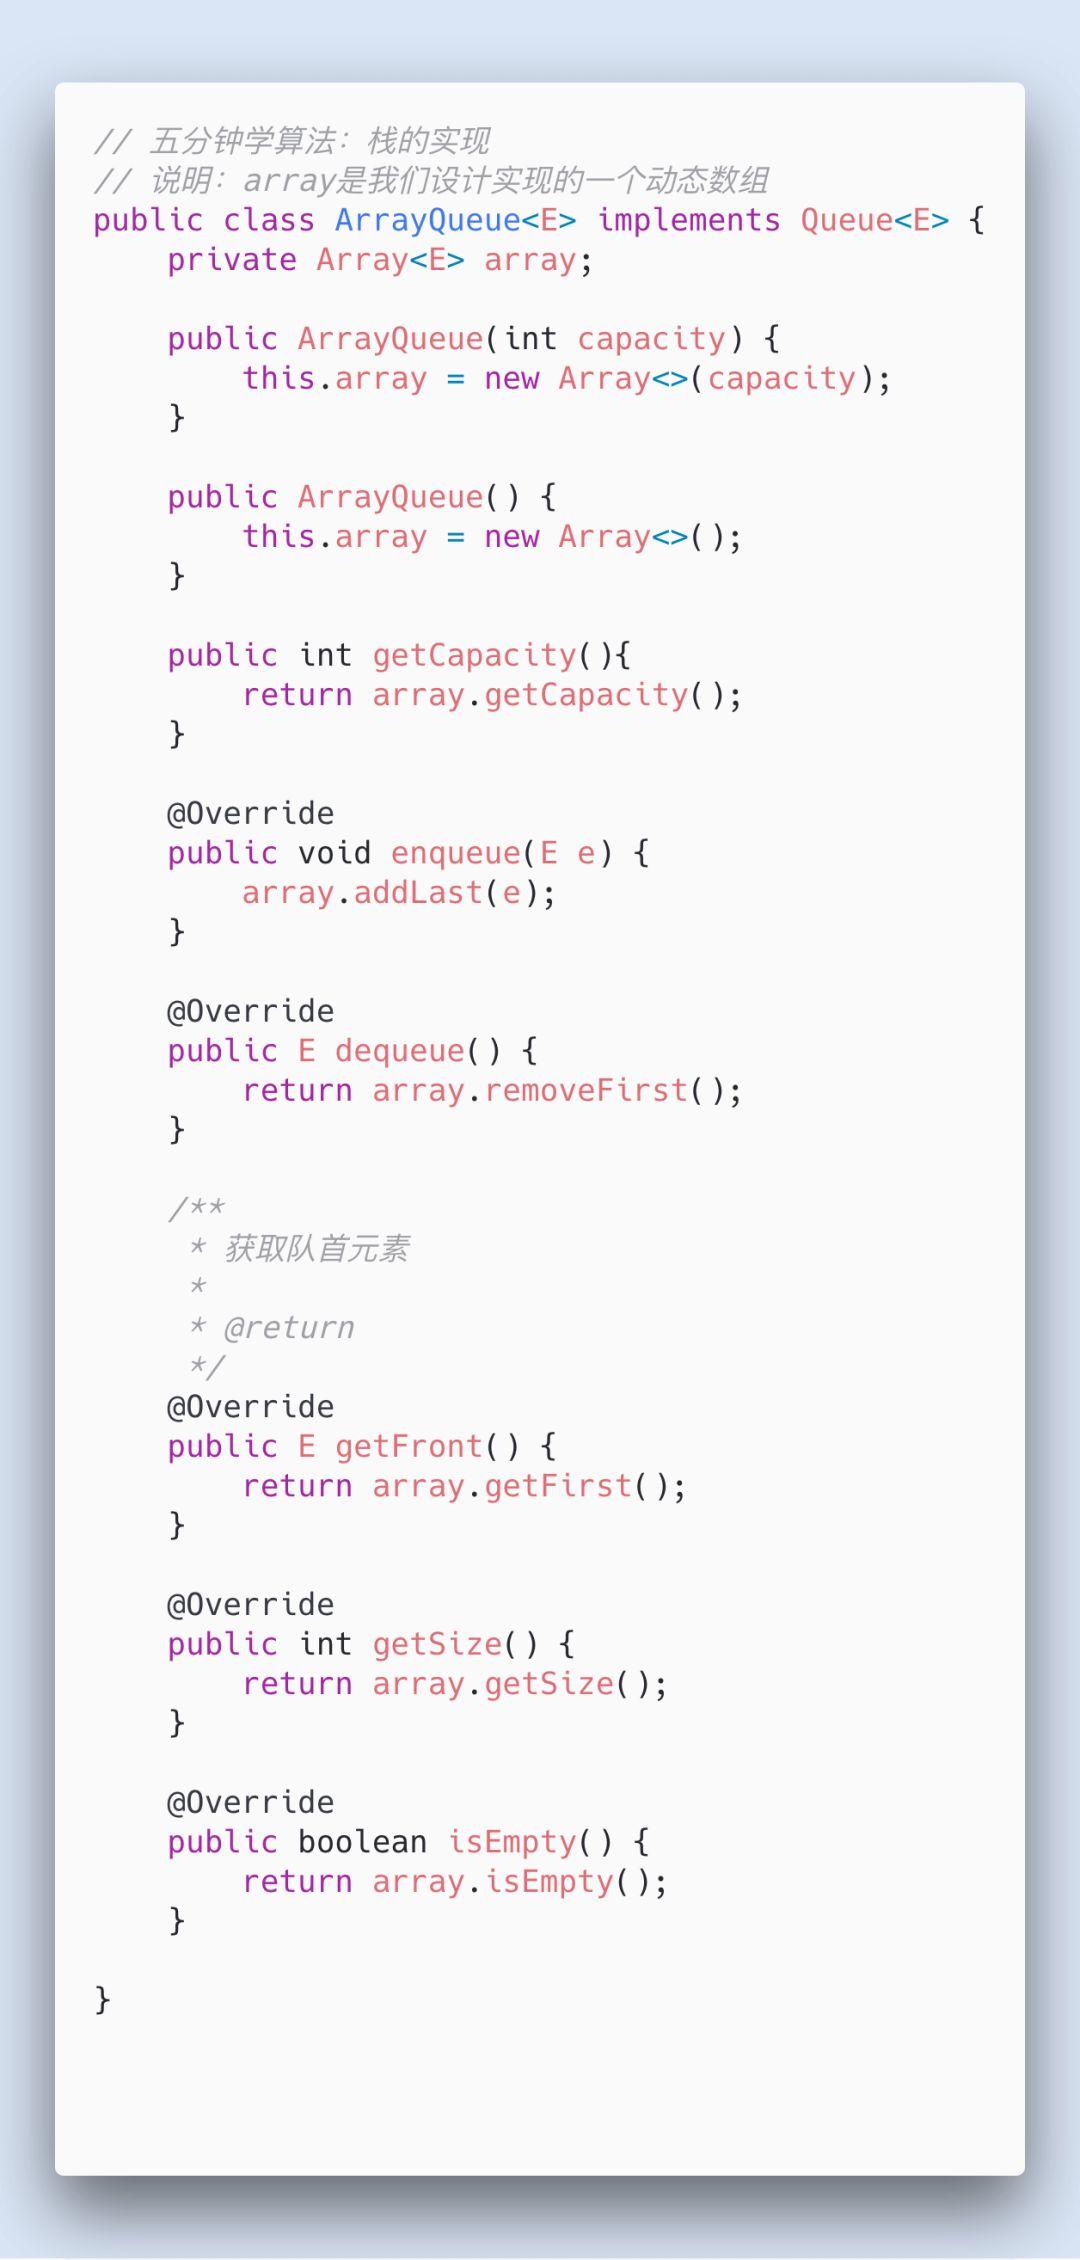 // 五分钟学算法：栈的实现
// 说明：array是我们设计实现的一个动态数组
public class ArrayQueue<E> implements Queue<E> {
    private Array<E> array;

    public ArrayQueue(int capacity) {
        this.array = new Array<>(capacity);
    }

    public ArrayQueue() {
        this.array = new Array<>();
    }

    public int getCapacity(){
        return array.getCapacity();
    }

    @Override
    public void enqueue(E e) {
        array.addLast(e);
    }

    @Override
    public E dequeue() {
        return array.removeFirst();
    }

    /**
     * 获取队首元素
     *
     * @return
     */
    @Override
    public E getFront() {
        return array.getFirst();
    }

    @Override
    public int getSize() {
        return array.getSize();
    }

    @Override
    public boolean isEmpty() {
        return array.isEmpty();
    }

}